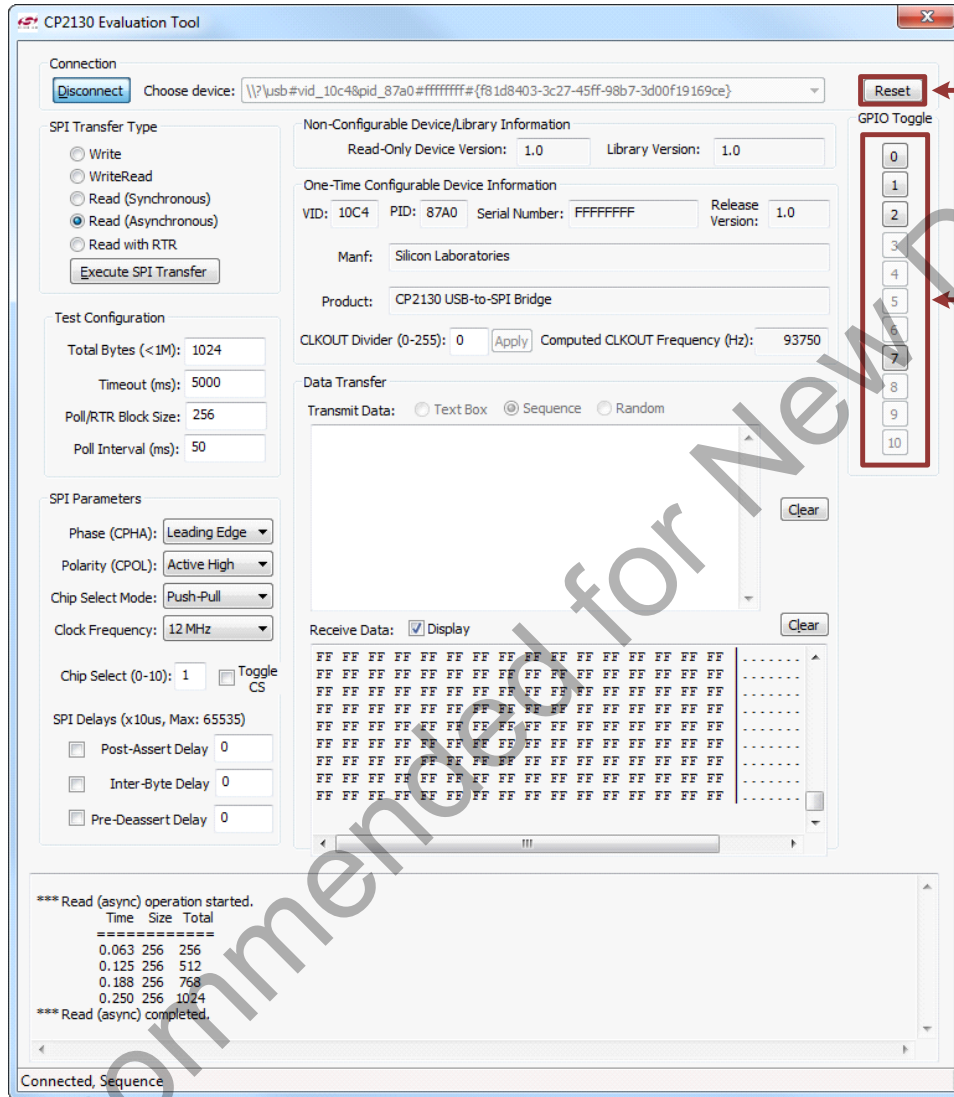 CP2130 Evaluation Tool
Connection
Disconnect Choose device: \\?\usb#vid_10c4&pid_87a0#ffffffff#{f81d8403-3c27-45ff-98b7-3d00f19169ce} Reset
SPI Transfer Type
Write
WriteRead
Read (Synchronous)
Read (Asynchronous)
Read with RTR
Execute SPI Transfer
Non-Configurable Device/Library Information
Read-Only Device Version: 1.0 Library Version: 1.0
One-Time Configurable Device Information
VID: 10C4 PID: 87A0 Serial Number: FFFFFFFF Release Version: 1.0
Manf: Silicon Laboratories
Product: CP2130 USB-to-SPI Bridge
CLKOUT Divider (0-255): 0 Apply Computed CLKOUT Frequency (Hz): 93750
GPIO Toggle
0
1
2
3
4
5
6
7
8
9
10
Test Configuration
Total Bytes (<1M): 1024
Timeout (ms): 5000
Poll/RTR Block Size: 256
Poll Interval (ms): 50
SPI Parameters
Phase (CPHA): Leading Edge
Polarity (CPOL): Active High
Chip Select Mode: Push-Pull
Clock Frequency: 12 MHz
Chip Select (0-10): 1 Toggle CS
SPI Delays (x10us, Max: 65535)
Post-Assert Delay 0
Inter-Byte Delay 0
Pre-Deassert Delay 0
Data Transfer
Transmit Data: Text Box Sequence Random
Clear
Receive Data: Display Clear
FF FF FF FF FF FF FF FF FF FF FF FF FF FF FF FF .......
FF FF FF FF FF FF FF FF FF FF FF FF FF FF FF FF .......
FF FF FF FF FF FF FF FF FF FF FF FF FF FF FF FF .......
FF FF FF FF FF FF FF FF FF FF FF FF FF FF FF FF .......
FF FF FF FF FF FF FF FF FF FF FF FF FF FF FF FF .......
FF FF FF FF FF FF FF FF FF FF FF FF FF FF FF FF .......
FF FF FF FF FF FF FF FF FF FF FF FF FF FF FF FF .......
FF FF FF FF FF FF FF FF FF FF FF FF FF FF FF FF .......
FF FF FF FF FF FF FF FF FF FF FF FF FF FF FF FF .......
*** Read (async) operation started.
Time Size Total
============
0.063 256 256
0.125 256 512
0.188 256 768
0.250 256 1024
*** Read (async) completed.
Connected, Sequence
ommended for New D